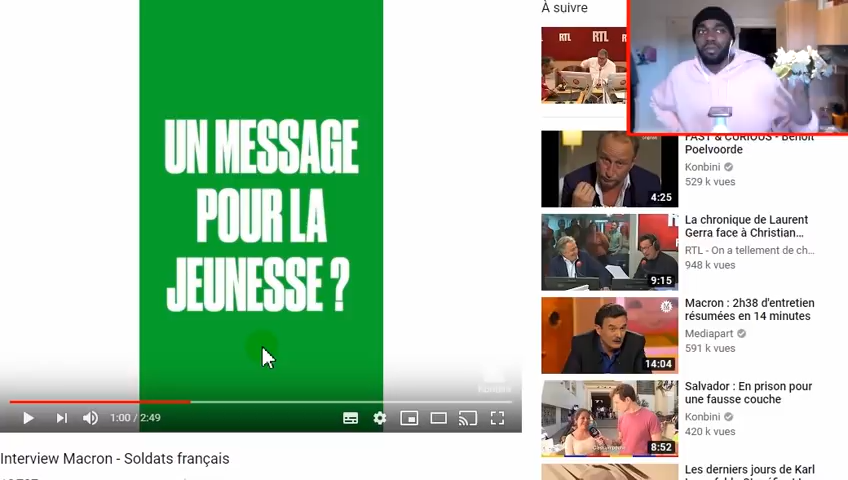 UN MESSAGE
POUR LA
JEUNESSE ?
1:00 / 2:49
Interview Macron - Soldats français
À suivre
RTL
RTL
FAST & CURIOUS - Benoît
Poelvoorde
Konbini
529 k vues
4:25
La chronique de Laurent
Gerra face à Christian...
RTL - On a tellement de ch...
948 k vues
9:15
Macron : 2h38 d'entretien
résumées en 14 minutes
Mediapart
591 k vues
14:04
Salvador : En prison pour
une fausse couche
Konbini
420 k vues
8:52
Les derniers jours de Karl